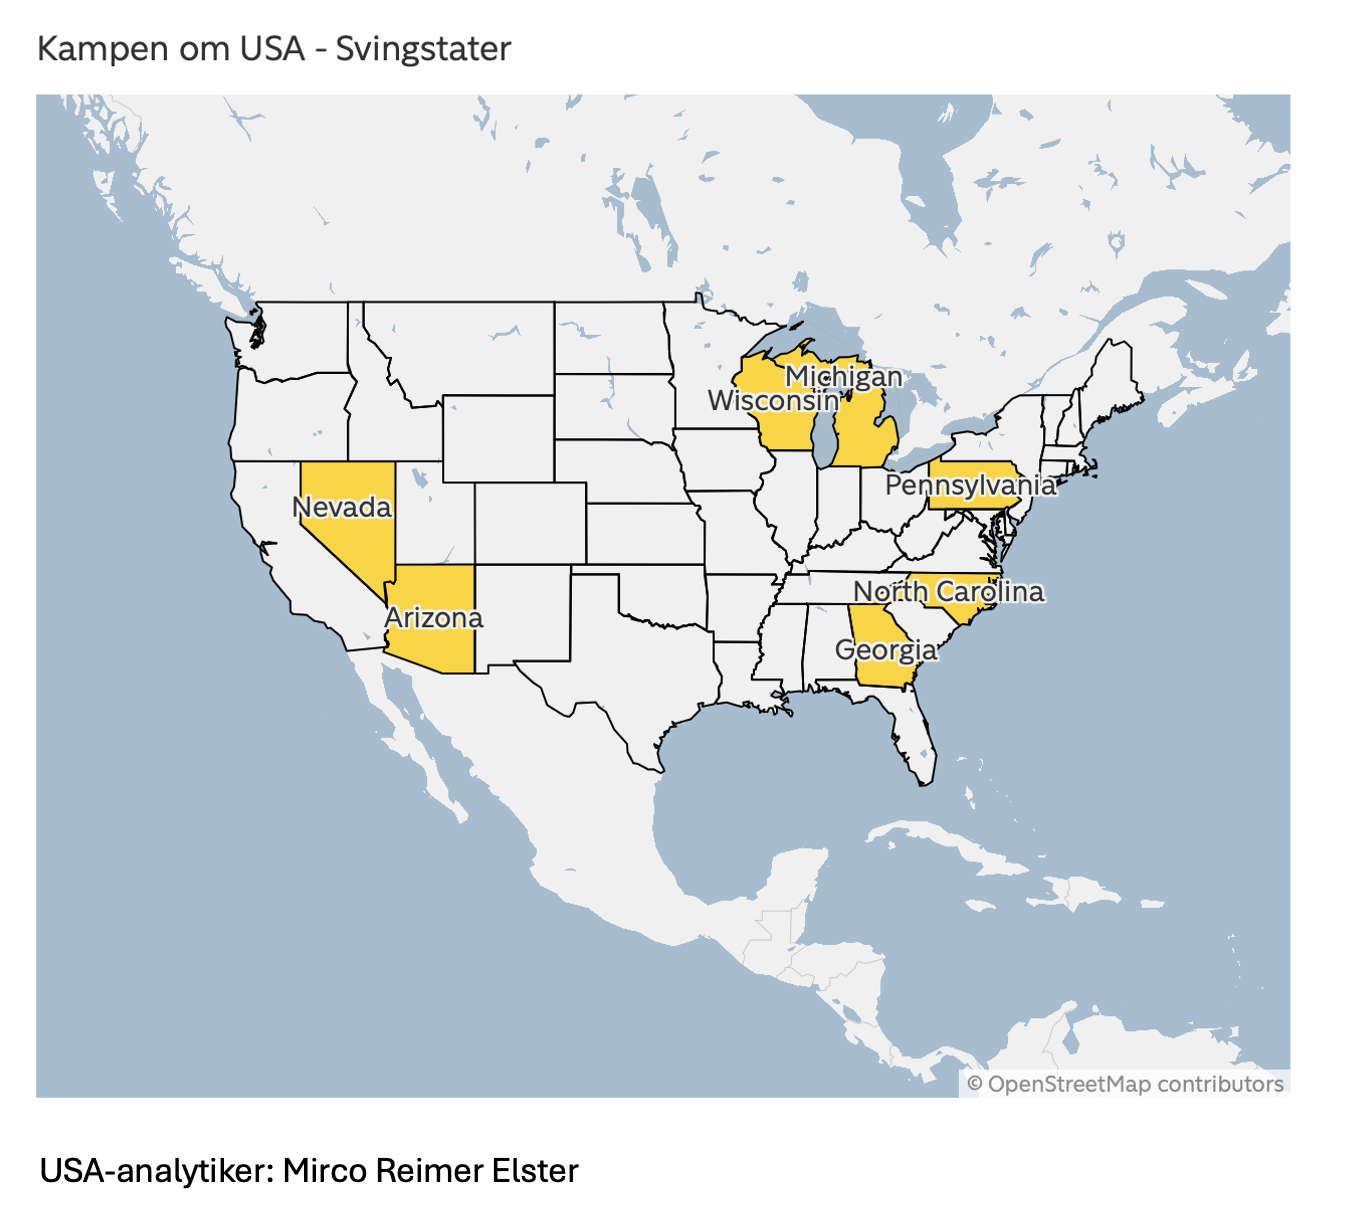 Kampen om USA - Svingstater
Michigan
Wisconsin
Pennsylvania
Nevada
North Carolina
Arizona
Georgia
© OpenStreetMap contributors
USA-analytiker: Mirco Reimer Elster